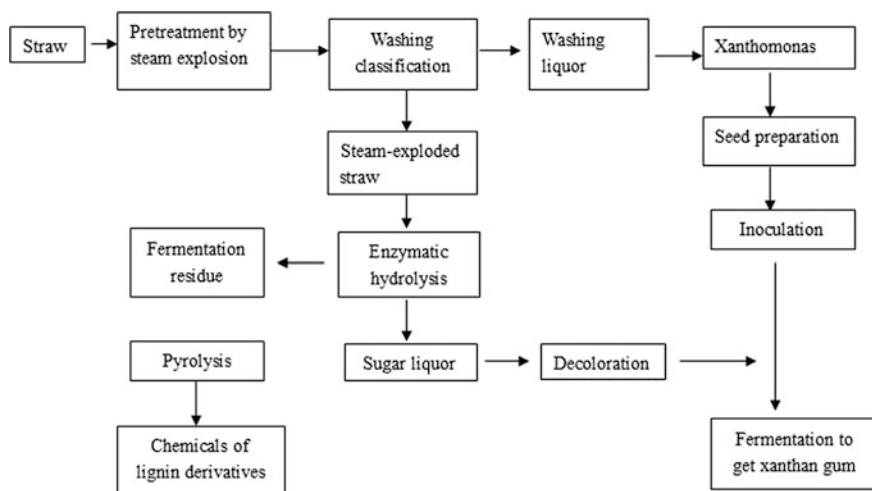 Straw
Pretreatment by
steam explosion
Washing
classification
Washing
liquor
Xanthomonas
Seed preparation
Steam-exploded
straw
Inoculation
Fermentation
residue
Enzymatic
hydrolysis
Pyrolysis
Sugar liquor
Decoloration
Chemicals of
lignin derivatives
Fermentation to
get xanthan gum